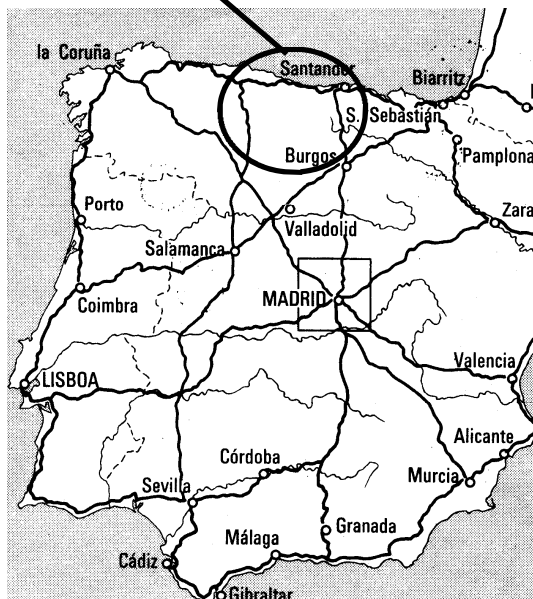 la Coruña
Santander
Biarritz
S. Sebastián
Burgos
Pamplona
Porto
Valladolid
Zara
Salamanca
MADRID
Coimbra
Valencia
LISBOA
Alicante
Córdoba
Murcia
Sevilla
Granada
Málaga
Cádiz
Gibraltar